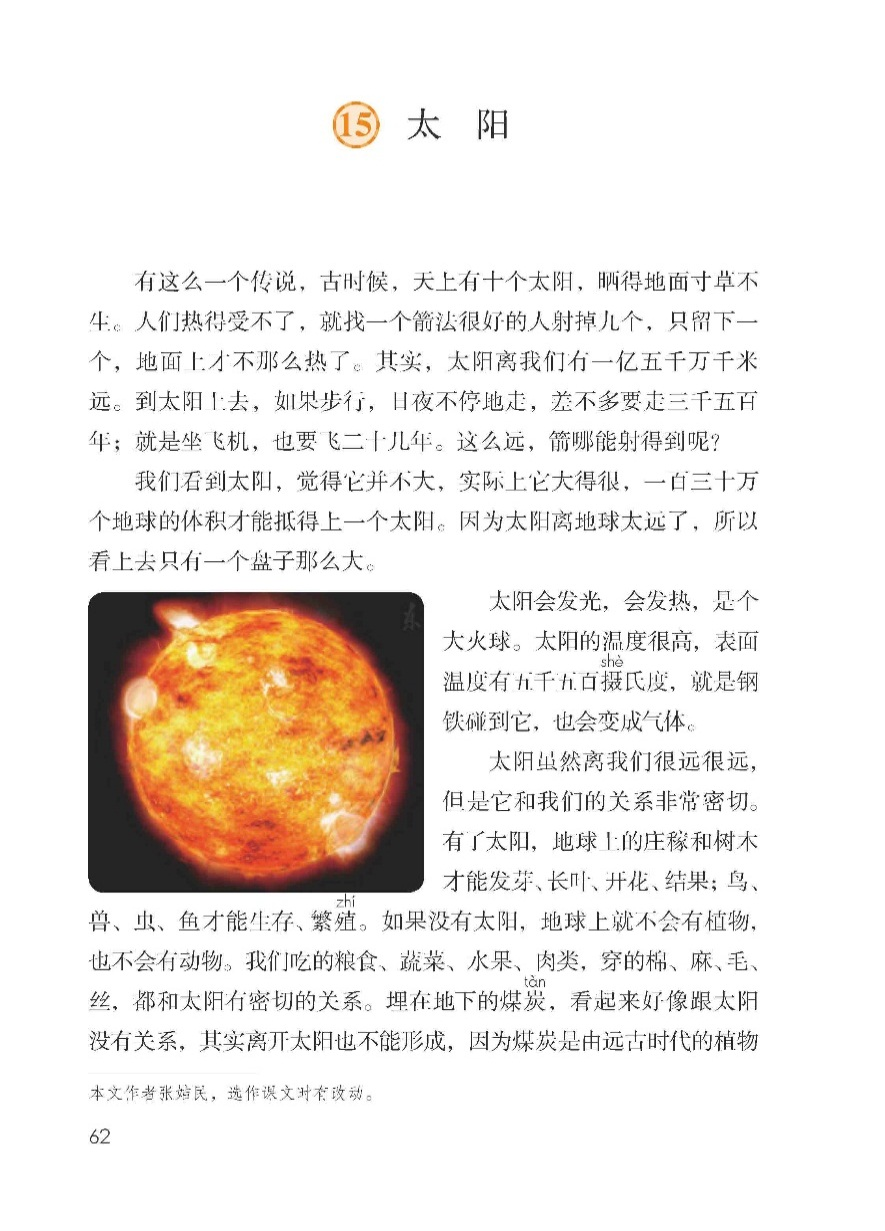 15 太 阳
有这么一个传说，古时候，天上有十个太阳，晒得地面寸草不
生。人们热得受不了，就找一个箭法很好的人射掉九个，只留下一
个，地面上才不那么热了。其实，太阳离我们有一亿五千万千米
远。到太阳上去，如果步行，日夜不停地走，差不多要走三千五百
年；就是坐飞机，也要飞二十几年。这么远，箭哪能射得到呢？
我们看到太阳，觉得它并不大，实际上它大得很，一百三十万
个地球的体积才能抵得上一个太阳。因为太阳离地球太远了，所以
看上去只有一个盘子那么大。
太阳会发光，会发热，是个
大火球。太阳的温度很高，表面
shè
温度有五千五百摄氏度，就是钢
铁碰到它，也会变成气体。
太阳虽然离我们很远很远，
但是它和我们的关系非常密切。
有了太阳，地球上的庄稼和树木
才能发芽、长叶、开花、结果；鸟、
zhí
兽、虫、鱼才能生存、繁殖。如果没有太阳，地球上就不会有植物，
也不会有动物。我们吃的粮食、蔬菜、水果、肉类，穿的棉、麻、毛、
tàn
丝，都和太阳有密切的关系。埋在地下的煤炭，看起来好像跟太阳
没有关系，其实离开太阳也不能形成，因为煤炭是由远古时代的植物
本文作者张姞民，选作课文时有改动。
62